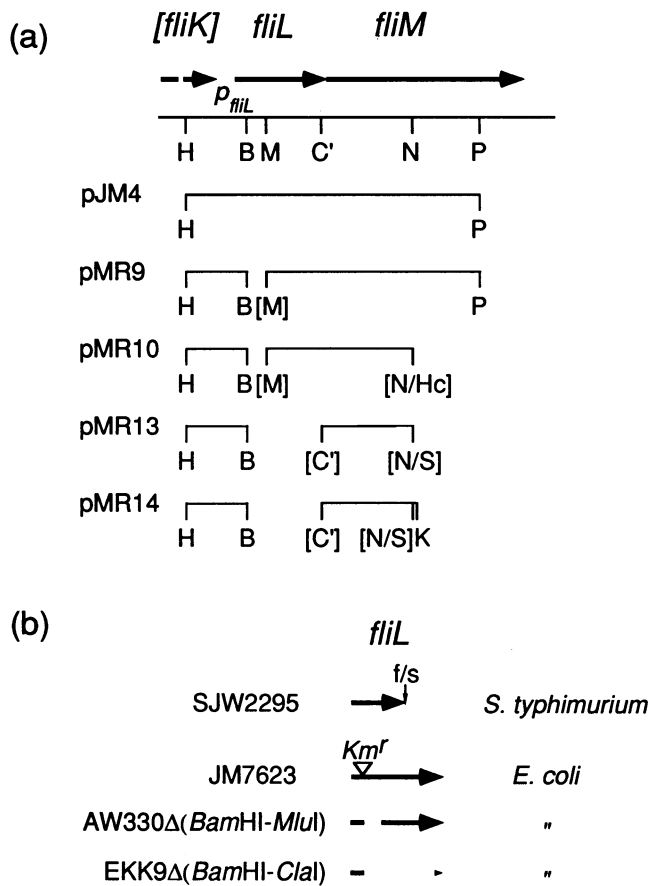 (a)
[fliK] fliL fliM
pfliL
H B M C' N P
pJM4
H P
pMR9
H B [M] P
pMR10
H B [M] [N/Hc]
pMR13
H B [C'] [N/S]
pMR14
H B [C'] [N/S] K
(b)
fliL
f/s
SJW2295 S. typhimurium
Kmr
JM7623 E. coli
AW330Δ(BamHI-MluI) "
EKK9Δ(BamHI-ClaI) "